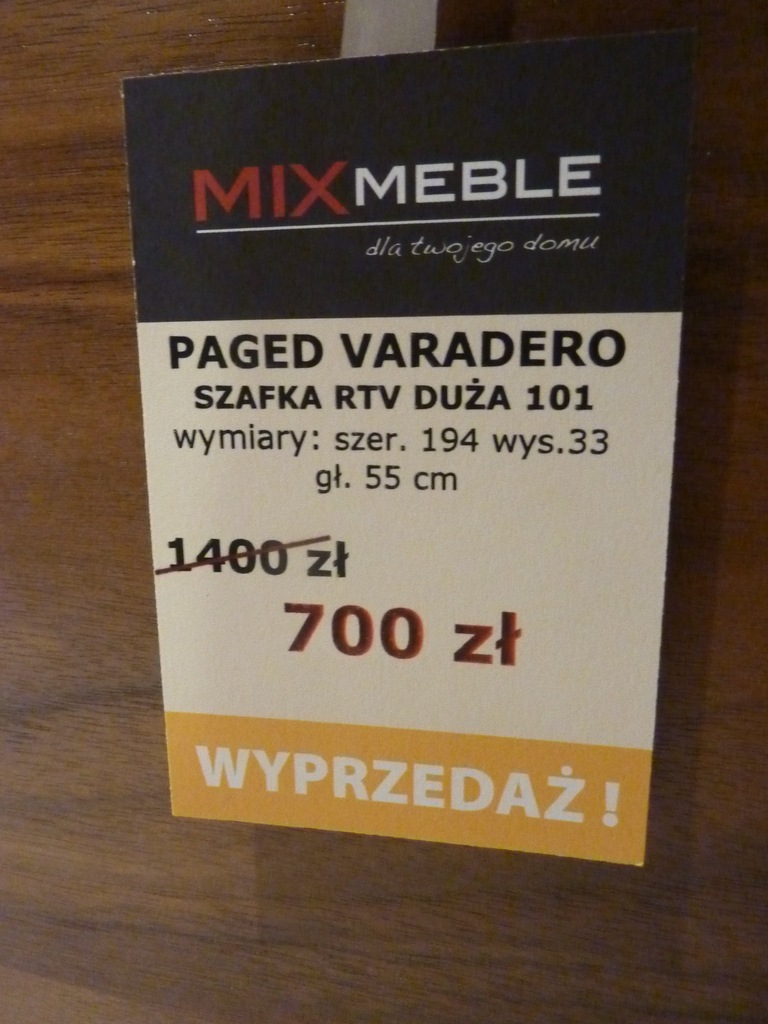 MIXMEBLE
dla twojego domu
PAGED VARADERO
SZAFKA RTV DUŻA 101
wymiary: szer. 194 wys.33
gł. 55 cm
1400 zł
700 zł
WYPRZEDAŻ !